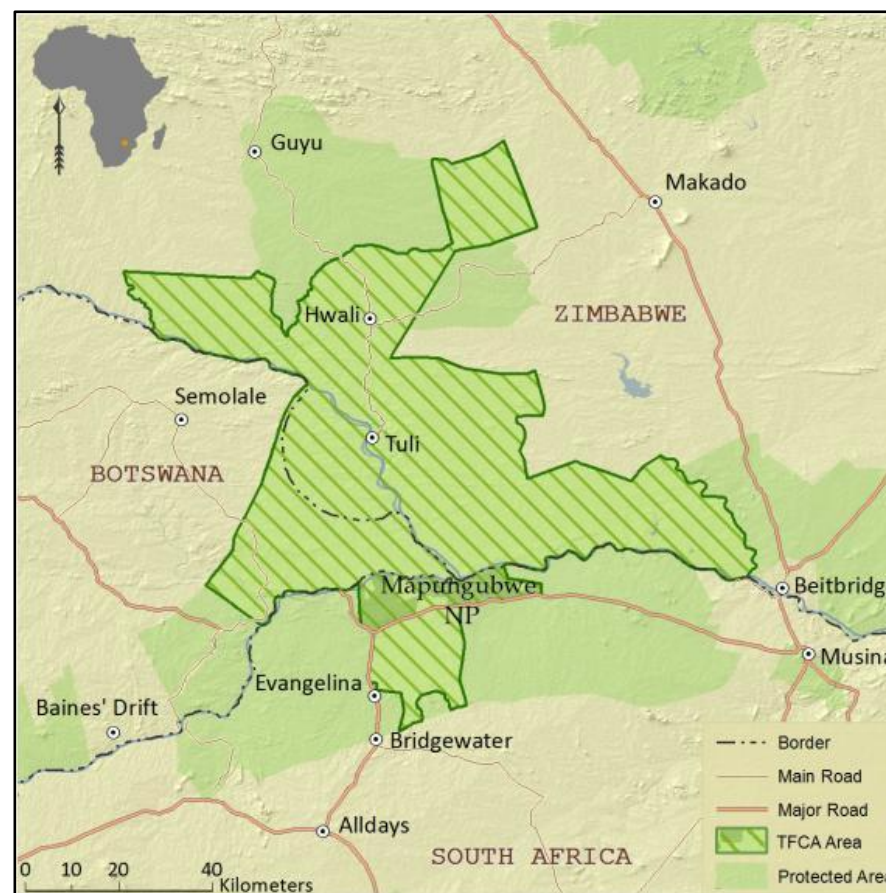 Guyu
Makado
ZIMBABWE
Hwali
Semolale
Tuli
BOTSWANA
Mapungubwe
NP
Beitbridg
Musina
Evangelina
Baines' Drift
Bridgewater
Alldays
SOUTH AFRICA
Border
Main Road
Major Road
TFCA Area
Protected Area
0 10 20 40
Kilometers